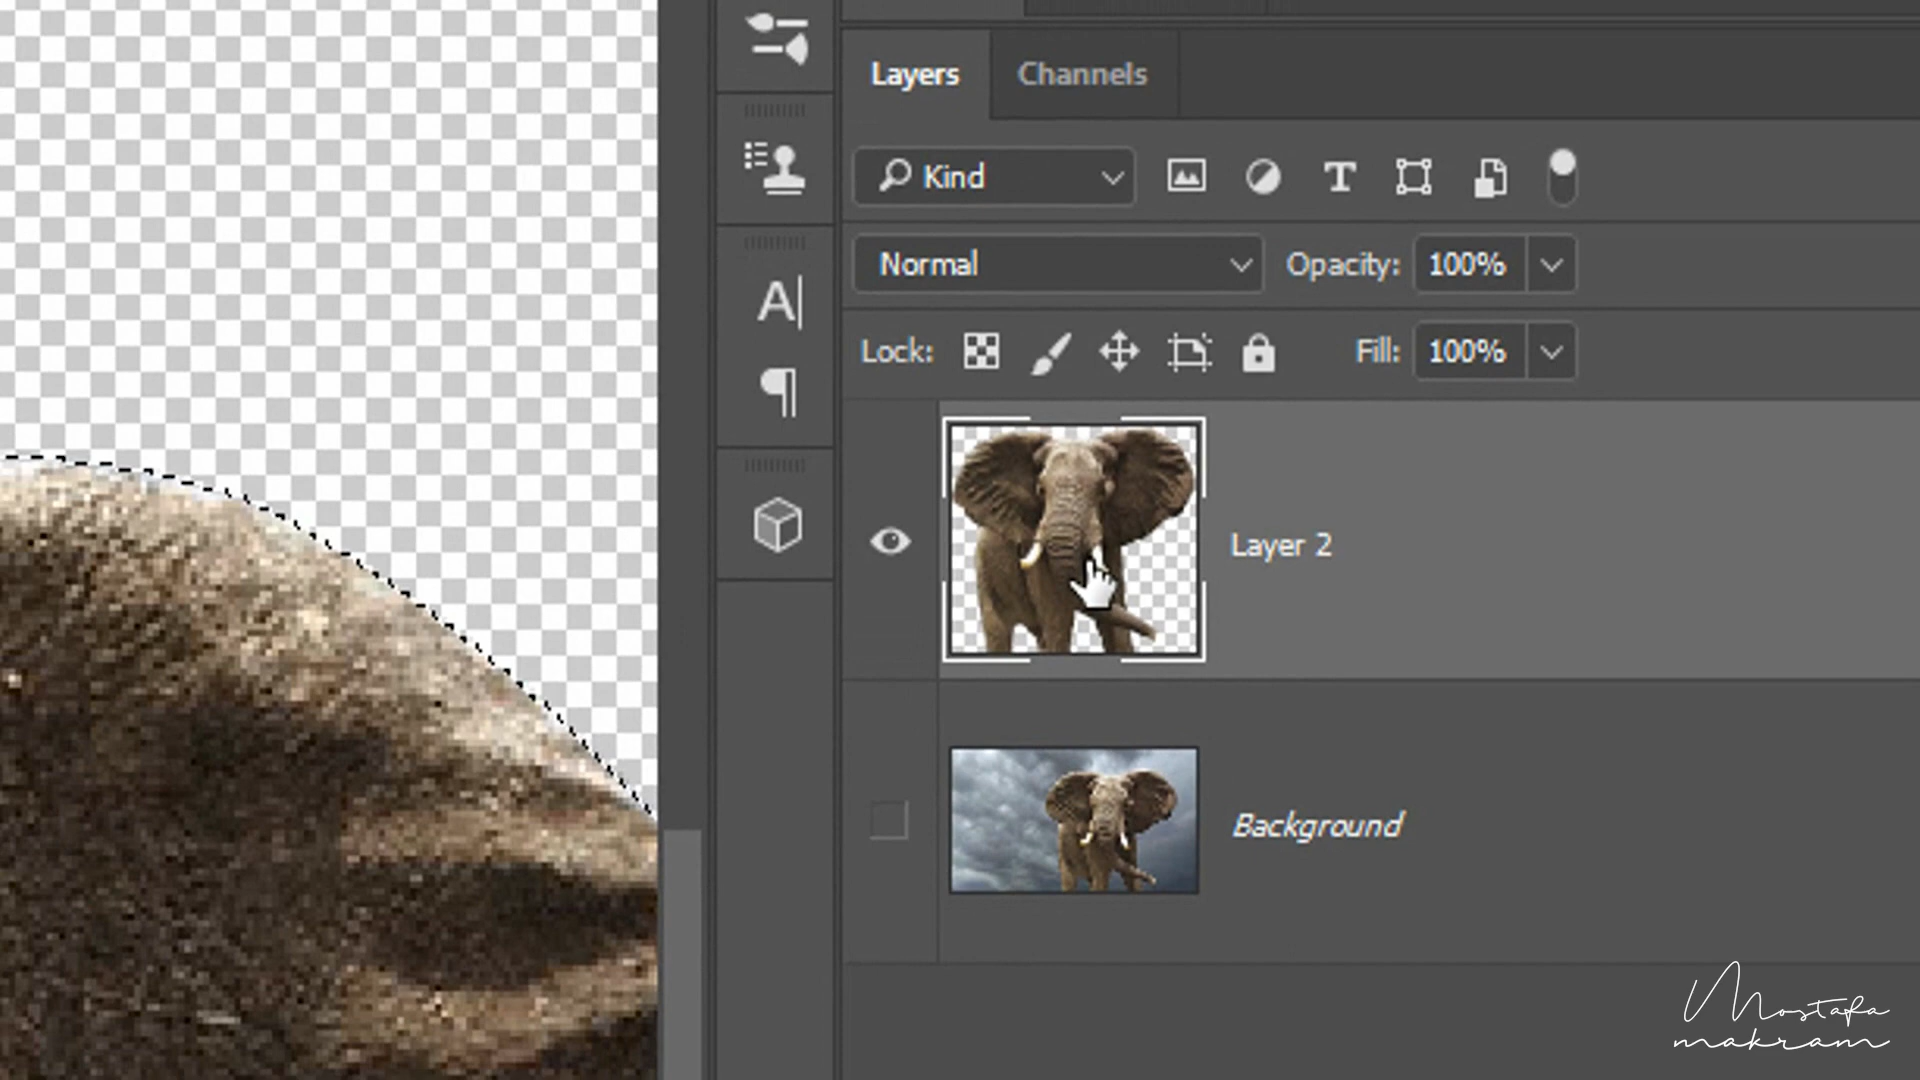 Layers
Channels
Kind
Normal
Opacity:
100%
Lock:
Fill:
100%
Layer 2
Background
Mostafa
makram